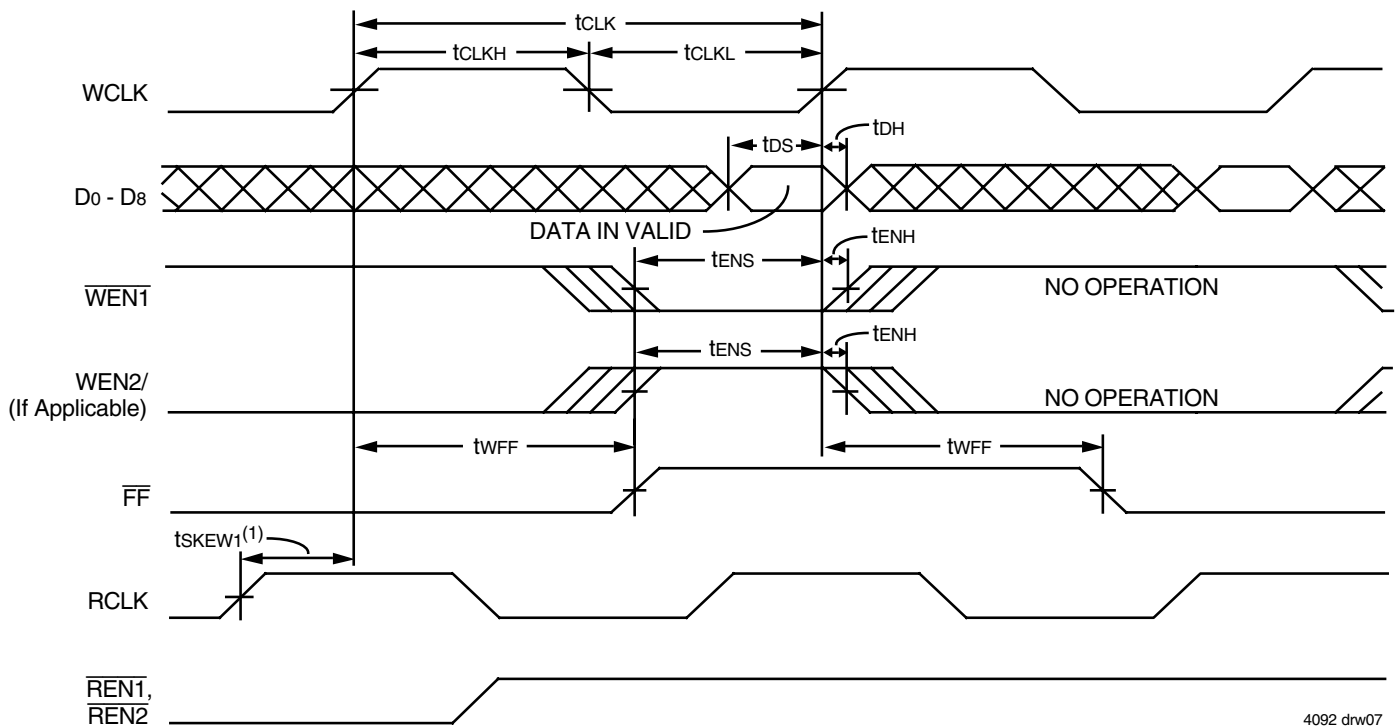 tCLK
tCLKH
tCLKL
WCLK
tDS
tDH
D0 - D8
DATA IN VALID
tENS
tENH
WEN1
NO OPERATION
tENS
tENH
WEN2/
(If Applicable)
NO OPERATION
tWFF
tWFF
FF
tSKEW1(1)
RCLK
REN1,
REN2
4092 drw07